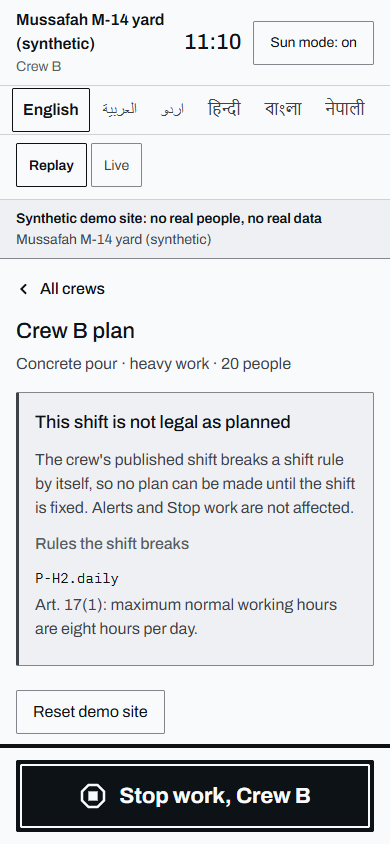 Mussafah M-14 yard
(synthetic)
Crew B
11:10
Sun mode: on
English
العربية
اردو
हिन्दी
বাংলা
नेपाली
Replay
Live
Synthetic demo site: no real people, no real data
Mussafah M-14 yard (synthetic)
All crews
Crew B plan
Concrete pour · heavy work · 20 people
This shift is not legal as planned
The crew's published shift breaks a shift rule
by itself, so no plan can be made until the shift
is fixed. Alerts and Stop work are not affected.
Rules the shift breaks
P-H2.daily
Art. 17(1): maximum normal working hours
are eight hours per day.
Reset demo site
Stop work, Crew B